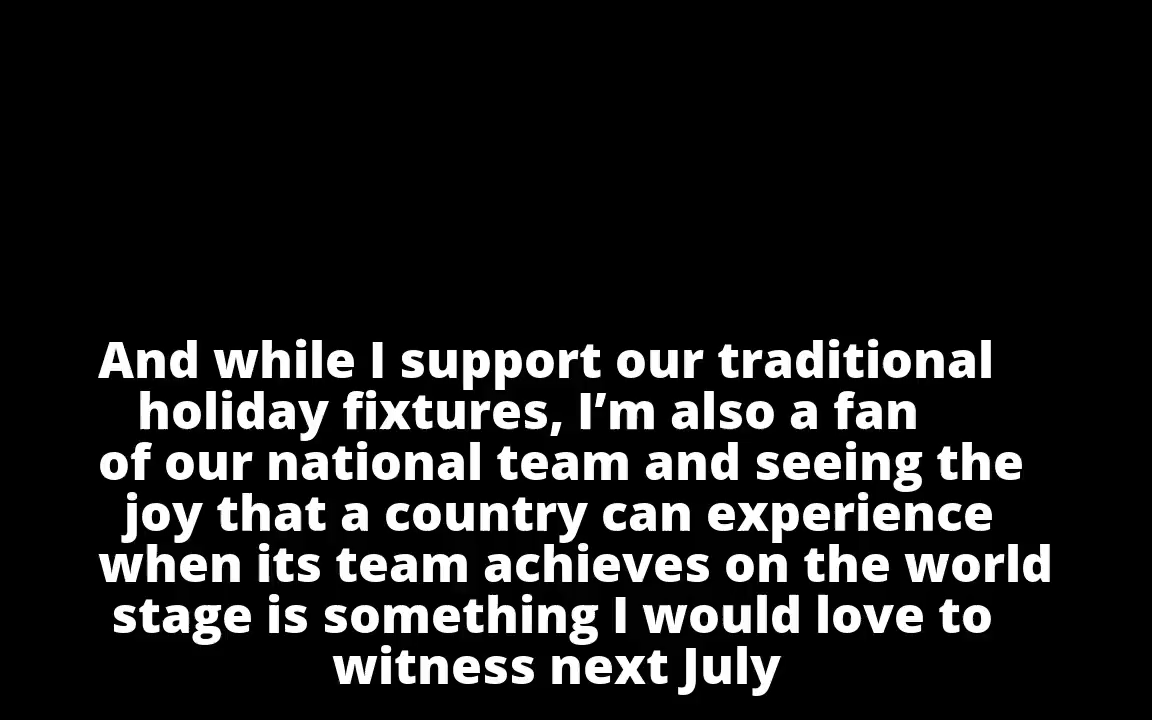 And while I support our traditional
holiday fixtures, I’m also a fan
of our national team and seeing the
joy that a country can experience
when its team achieves on the world
stage is something I would love to
witness next July